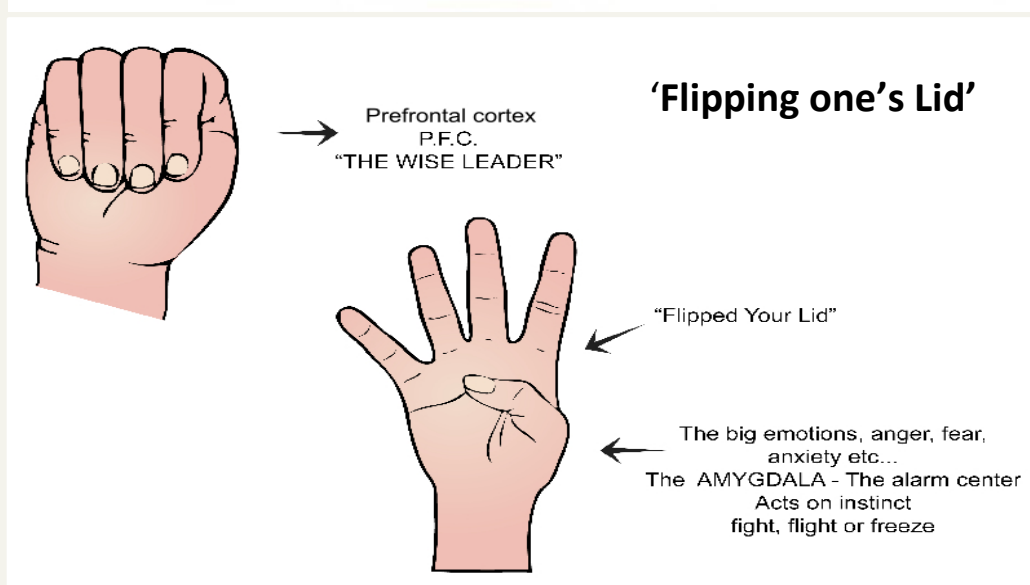 ‘Flipping one’s Lid’
Prefrontal cortex
P.F.C.
“THE WISE LEADER”
“Flipped Your Lid”
The big emotions, anger, fear,
anxiety etc...
The AMYGDALA - The alarm center
Acts on instinct
fight, flight or freeze